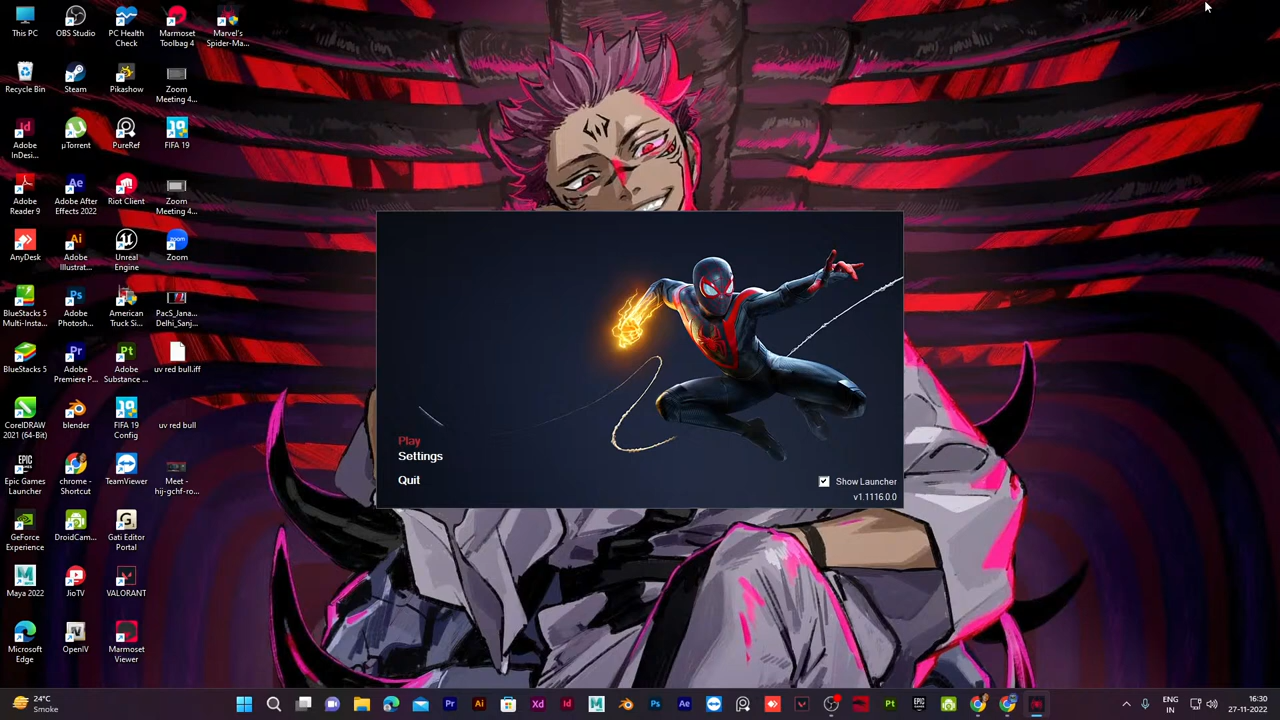 This PC
OBS Studio
PC Health
Check
Marmoset
Toolbag 4
Marvel's
Spider-Ma...
Recycle Bin
Steam
Pikashow
Zoom
Meeting 4...
Adobe
InDesi...
µTorrent
PureRef
FIFA 19
Adobe
Reader 9
Adobe After
Effects 2022
Riot Client
Zoom
Meeting 4...
AnyDesk
Adobe
Illustrat...
Unreal
Engine
Zoom
BlueStacks 5
Multi-Insta...
Adobe
Photosh...
American
Truck Si...
PacS_Jana...
Delhi_Sanj...
BlueStacks 5
Adobe
Premiere P...
Adobe
Substance ...
uv red bull.iff
CorelDRAW
2021 (64-Bit)
blender
FIFA 19
Config
uv red bull
Epic Games
Launcher
chrome -
Shortcut
TeamViewer
Meet -
hij-gchf-ro...
GeForce
Experience
DroidCam...
Gati Editor
Portal
Maya 2022
JioTV
VALORANT
Microsoft
Edge
OpenIV
Marmoset
Viewer
Play
Settings
Quit
Show Launcher
v1.1116.0.0
24°C
Smoke
ENG
IN
16:30
27-11-2022